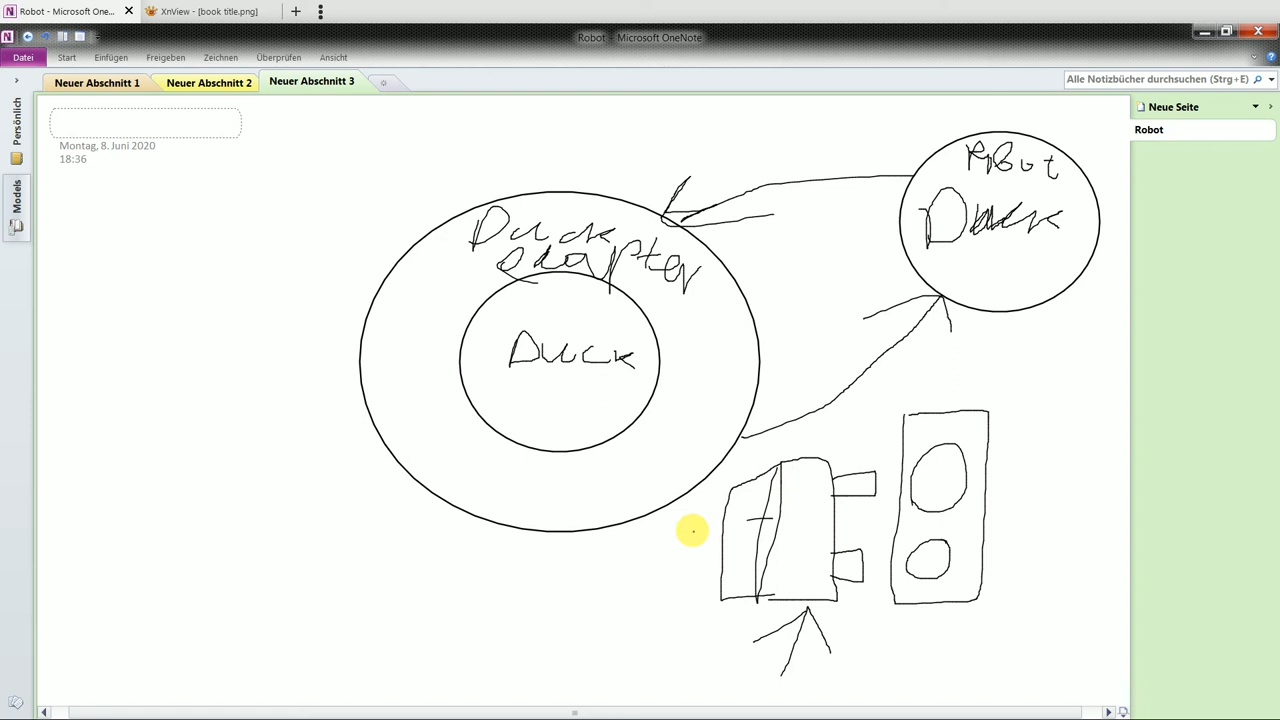 Robot - Microsoft One...
XnView - [book title.png]
Robot - Microsoft OneNote
Datei
Start
Einfügen
Freigeben
Zeichnen
Überprüfen
Ansicht
Neuer Abschnitt 1
Neuer Abschnitt 2
Neuer Abschnitt 3
Alle Notizbücher durchsuchen (Strg+E)
Persönlich
Models
Neue Seite
Robot
Montag, 8. Juni 2020
18:36
Robot
Duck
Duck
Duck